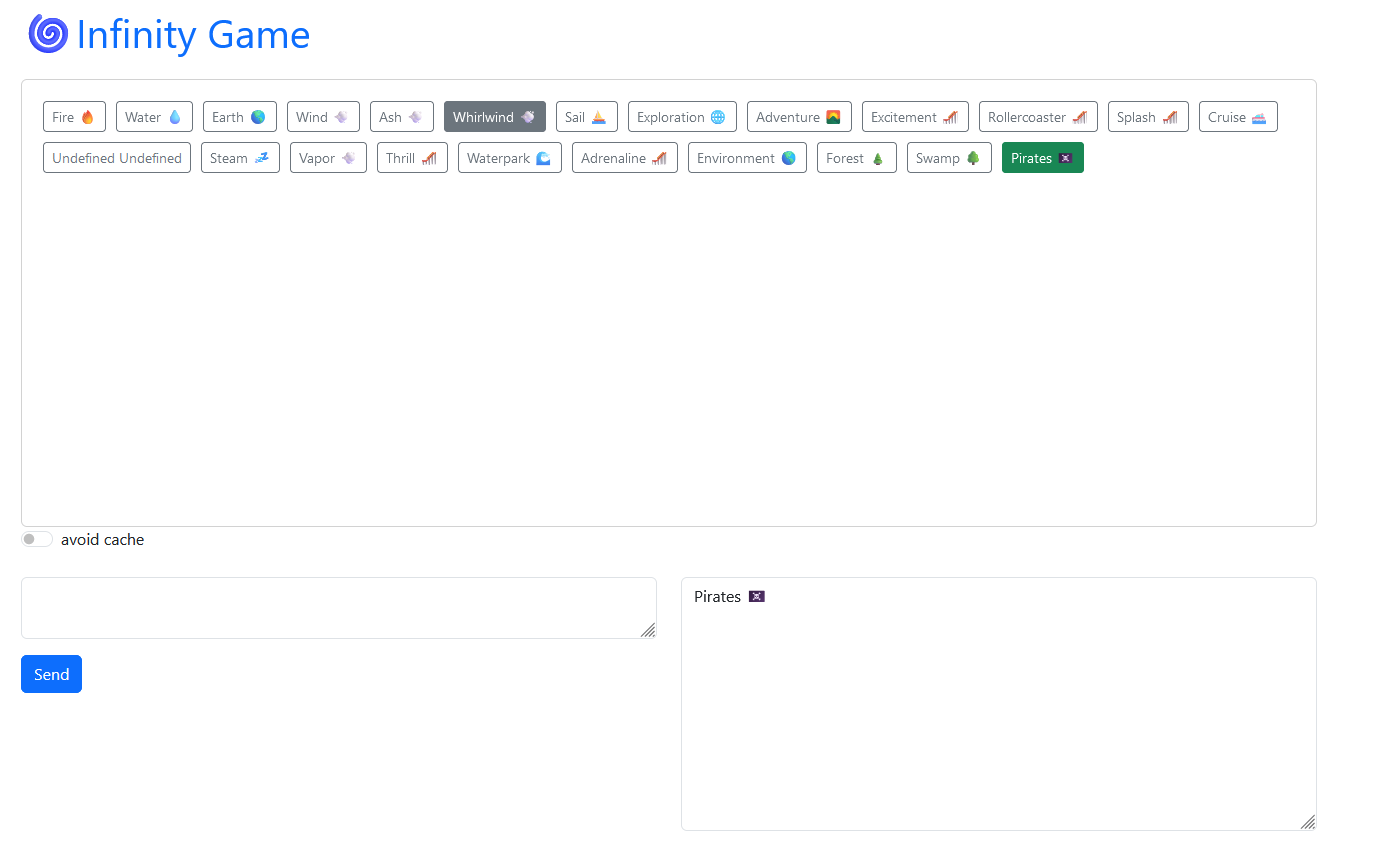 Infinity Game
Fire 🔥 Water 💧 Earth 🌎 Wind 💨 Ash 💨 Whirlwind 💨 Sail ⛵ Exploration 🌐 Adventure 🌄 Excitement 🎢 Rollercoaster 🎢 Splash 🎢 Cruise 🚢
Undefined Undefined Steam 💤 Vapor 💨 Thrill 🎢 Waterpark 🌊 Adrenaline 🎢 Environment 🌎 Forest 🌲 Swamp 🌳 Pirates 🏴‍☠️
avoid cache
Pirates 🏴‍☠️
Send